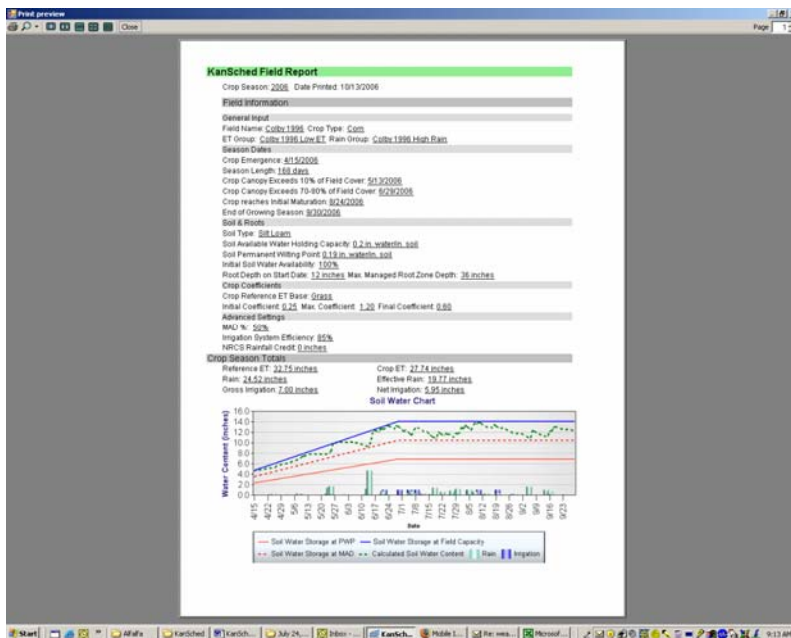 Print preview
Close
Page 1
KanSched Field Report
Crop Season: 2006 Date Printed: 10/13/2006
Field Information
General Input
Field Name: Colby 1996 Crop Type: Corn
ET Group: Colby 1996 Low ET Rain Group: Colby 1996 High Rain
Season Dates
Crop Emergence: 4/15/2006
Season Length: 168 days
Crop Canopy Exceeds 10% of Field Cover: 5/13/2006
Crop Canopy Exceeds 70-80% of Field Cover: 6/29/2006
Crop reaches Initial Maturation: 8/24/2006
End of Growing Season: 9/30/2006
Soil & Roots
Soil Type: Silt Loam
Soil Available Water Holding Capacity: 0.2 in. water/in. soil
Soil Permanent Wilting Point: 0.19 in. water/in. soil
Initial Soil Water Availability: 100%
Root Depth on Start Date: 12 inches Max. Managed Root Zone Depth: 36 inches
Crop Coefficients
Crop Reference ET Base: Grass
Initial Coefficient: 0.25 Max. Coefficient: 1.20 Final Coefficient: 0.60
Advanced Settings
MAD %: 50%
Irrigation System Efficiency: 85%
NRCS Rainfall Credit: 0 inches
Crop Season Totals
Reference ET: 32.75 inches Crop ET: 27.74 inches
Rain: 24.52 inches Effective Rain: 19.77 inches
Gross Irrigation: 7.00 inches Net Irrigation: 5.95 inches
Soil Water Chart
Water Content (inches)
16.0
14.0
12.0
10.0
8.0
6.0
4.0
2.0
0.0
4/15 4/22 4/29 5/6 5/13 5/20 5/27 6/3 6/10 6/17 6/24 7/1 7/8 7/15 7/22 7/29 8/5 8/12 8/19 8/26 9/2 9/9 9/16 9/23
Date
Soil Water Storage at PWP Soil Water Storage at Field Capacity
Soil Water Storage at MAD Calculated Soil Water Content Rain Irrigation
Start Alfalfa KanSched KanSch... July 24,... Inbox - ... KanSch... Mobile I... Re: wea... Microsof... 9:13 AM